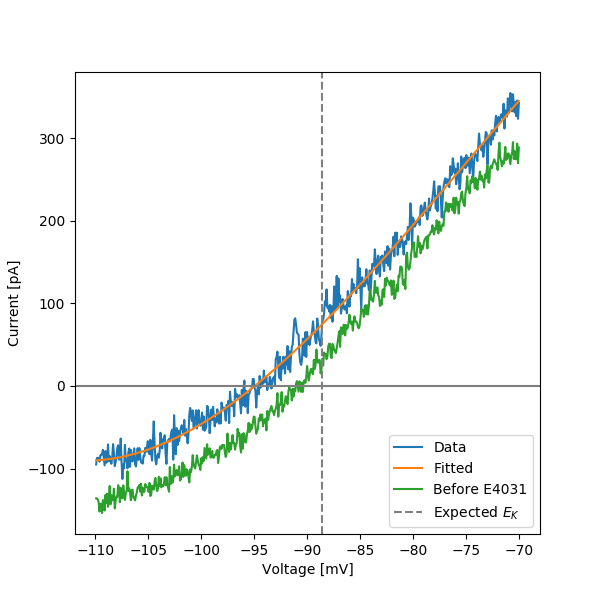 300
200
100
0
−100
Current [pA]
Data
Fitted
Before E4031
Expected E_K
−110 −105 −100 −95 −90 −85 −80 −75 −70
Voltage [mV]